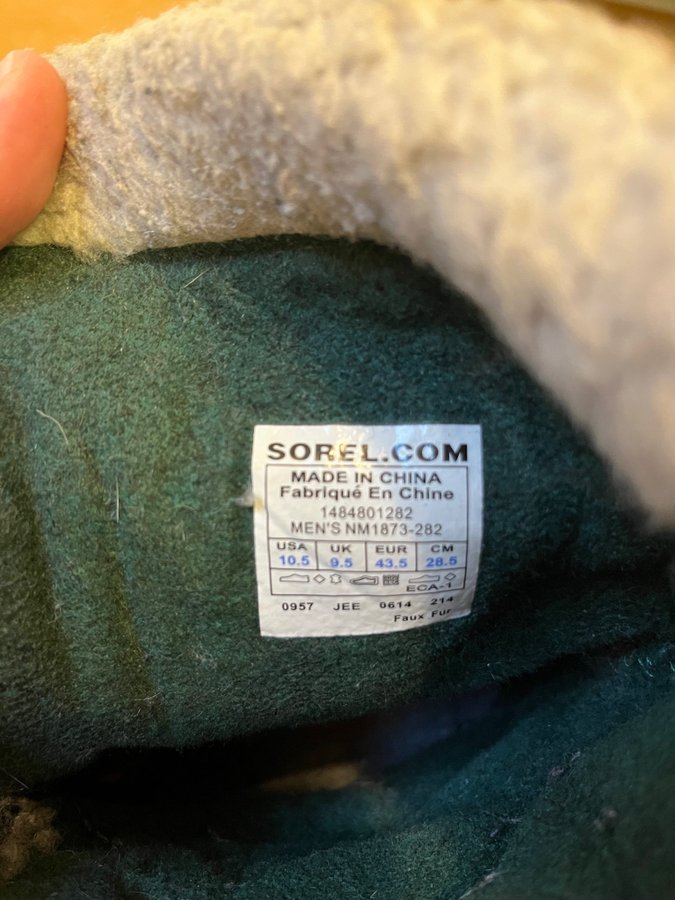 SOREL.COM
MADE IN CHINA
Fabriqué En Chine
1484801282
MEN'S NM1873-282
USA UK EUR CM
10.5 9.5 43.5 28.5
ECA-1
0957 JEE 0614 214
Faux Fur